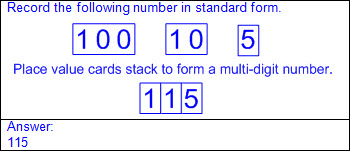 Record the following number in standard form.
100 10 5
Place value cards stack to form a multi-digit number.
115
Answer:
115